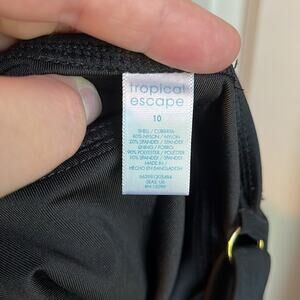 tropical
escape
10
SHELL / CUBIERTA
80% NYLON / NYLON
20% SPANDEX / SPANDEX
LINING / FORRO
90% POLYESTER / POLIESTER
10% SPANDEX / SPANDEX
MADE IN /
HECHO EN BANGLADESH